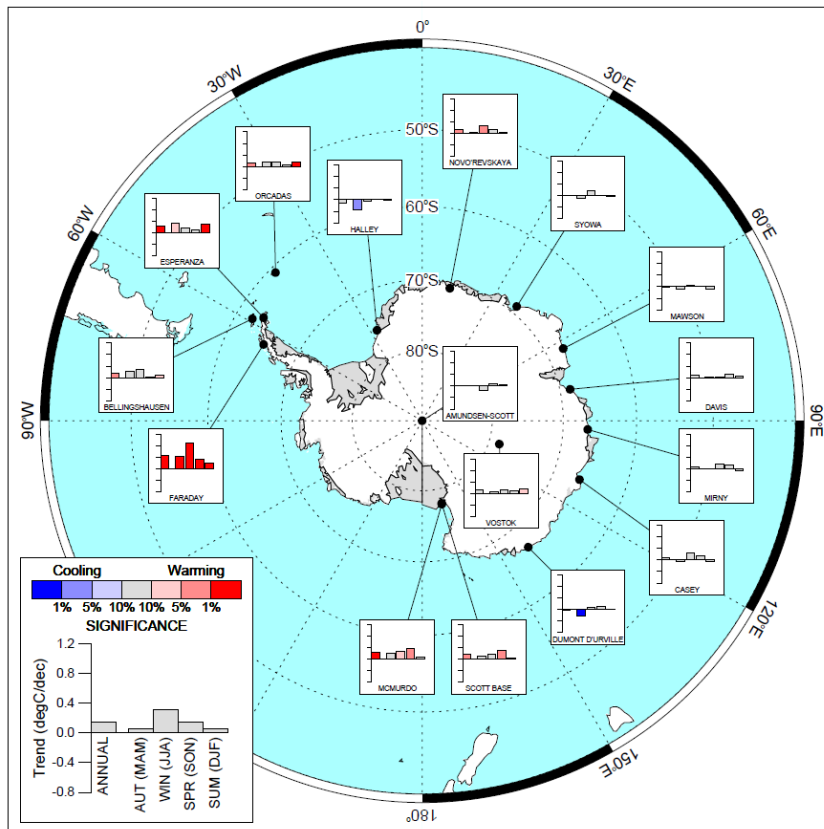 0°
30°W
30°E
50°S
NOVO'REVSKAYA
ORCADAS
60°S
SYOWA
HALLEY
60°W
60°E
ESPERANZA
70°S
MAWSON
80°S
BELLINGSHAUSEN
AMUNDSEN-SCOTT
DAVIS
90°W
90°E
FARADAY
VOSTOK
MIRNY
CASEY
120°E
DUMONT D'URVILLE
MCMURDO
SCOTT BASE
150°E
180°
Cooling Warming
1% 5% 10% 10% 5% 1%
SIGNIFICANCE
Trend (degC/dec)
1.2
0.8
0.4
0.0
-0.4
-0.8
ANNUAL
AUT (MAM)
WIN (JJA)
SPR (SON)
SUM (DJF)